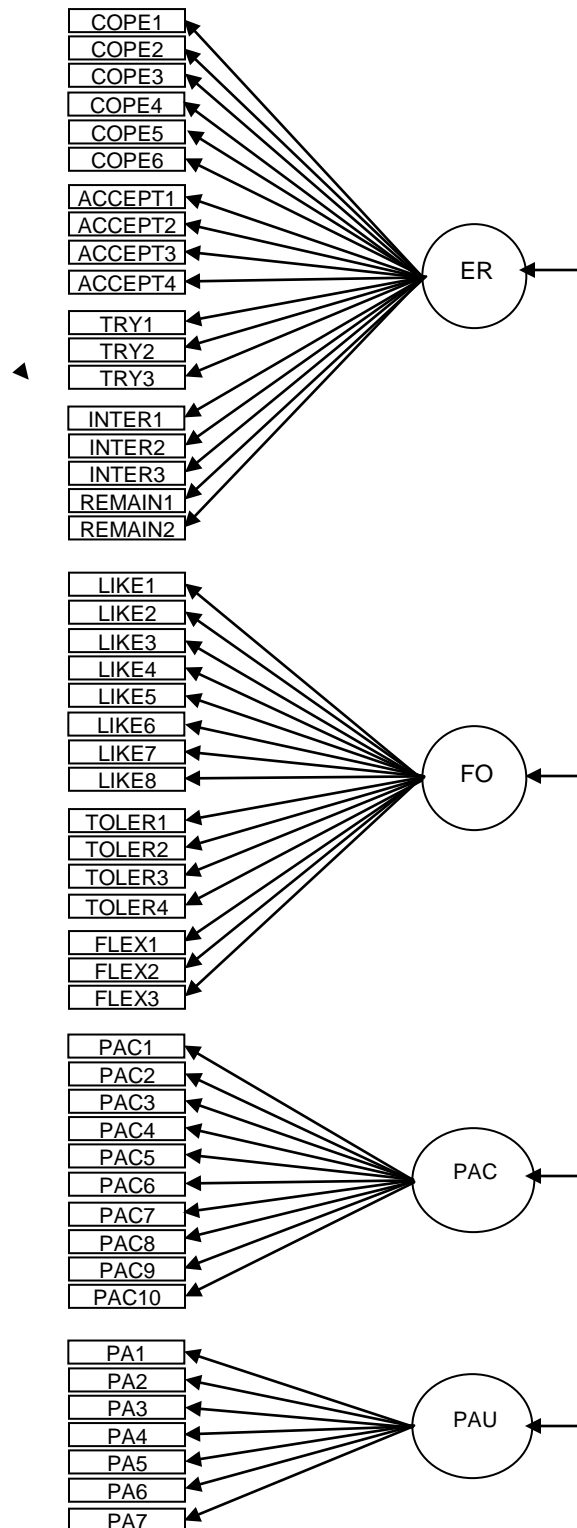 COPE1
COPE2
COPE3
COPE4
COPE5
COPE6
ACCEPT1
ACCEPT2
ACCEPT3
ACCEPT4
ER
TRY1
TRY2
TRY3
INTER1
INTER2
INTER3
REMAIN1
REMAIN2
LIKE1
LIKE2
LIKE3
LIKE4
LIKE5
LIKE6
LIKE7
LIKE8
FO
TOLER1
TOLER2
TOLER3
TOLER4
FLEX1
FLEX2
FLEX3
PAC1
PAC2
PAC3
PAC4
PAC5
PAC6
PAC7
PAC8
PAC9
PAC10
PAC
PA1
PA2
PA3
PA4
PA5
PA6
PA7
PAU